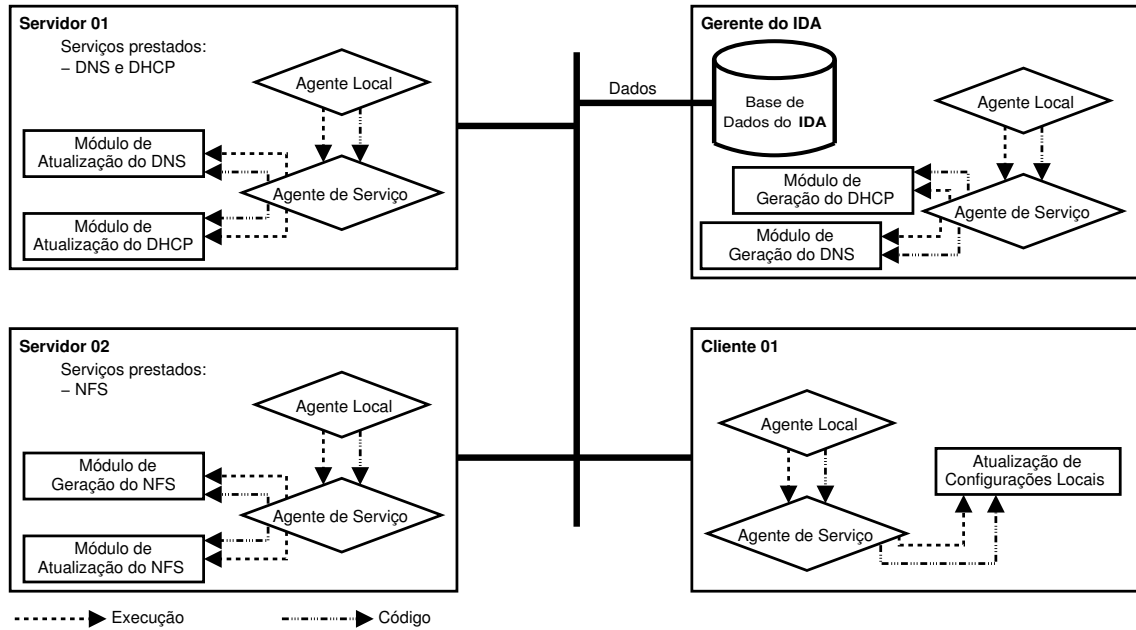 Servidor 01
Serviços prestados:
– DNS e DHCP
Agente Local
Módulo de
Atualização do DNS
Agente de Serviço
Módulo de
Atualização do DHCP
Dados
Gerente do IDA
Base de
Dados do IDA
Agente Local
Módulo de
Geração do DHCP
Agente de Serviço
Módulo de
Geração do DNS
Servidor 02
Serviços prestados:
– NFS
Agente Local
Módulo de
Geração do NFS
Agente de Serviço
Módulo de
Atualização do NFS
Cliente 01
Agente Local
Atualização de
Configurações Locais
Agente de Serviço
Execução
Código